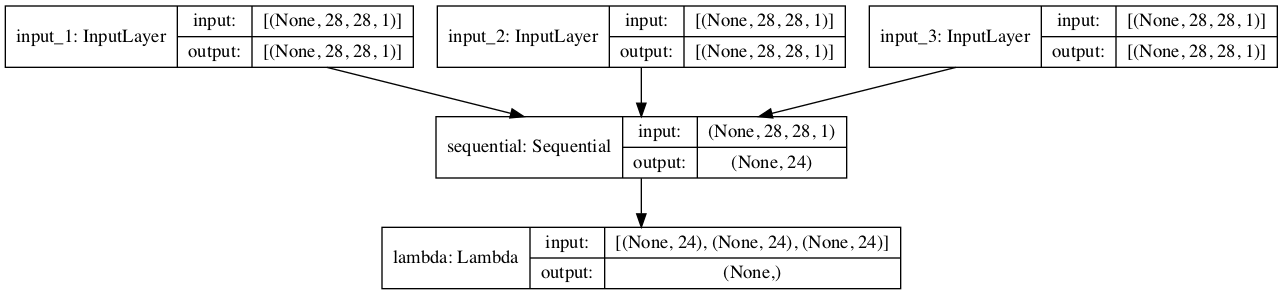 input_1: InputLayer
input: [(None, 28, 28, 1)]
output: [(None, 28, 28, 1)]
input_2: InputLayer
input: [(None, 28, 28, 1)]
output: [(None, 28, 28, 1)]
input_3: InputLayer
input: [(None, 28, 28, 1)]
output: [(None, 28, 28, 1)]
sequential: Sequential
input: (None, 28, 28, 1)
output: (None, 24)
lambda: Lambda
input: [(None, 24), (None, 24), (None, 24)]
output: (None,)